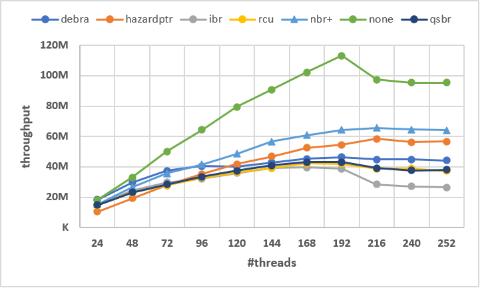 debra hazardptr ibr rcu nbr+ none qsbr
120M
100M
80M
60M
40M
20M
K
throughput
24 48 72 96 120 144 168 192 216 240 252
#threads